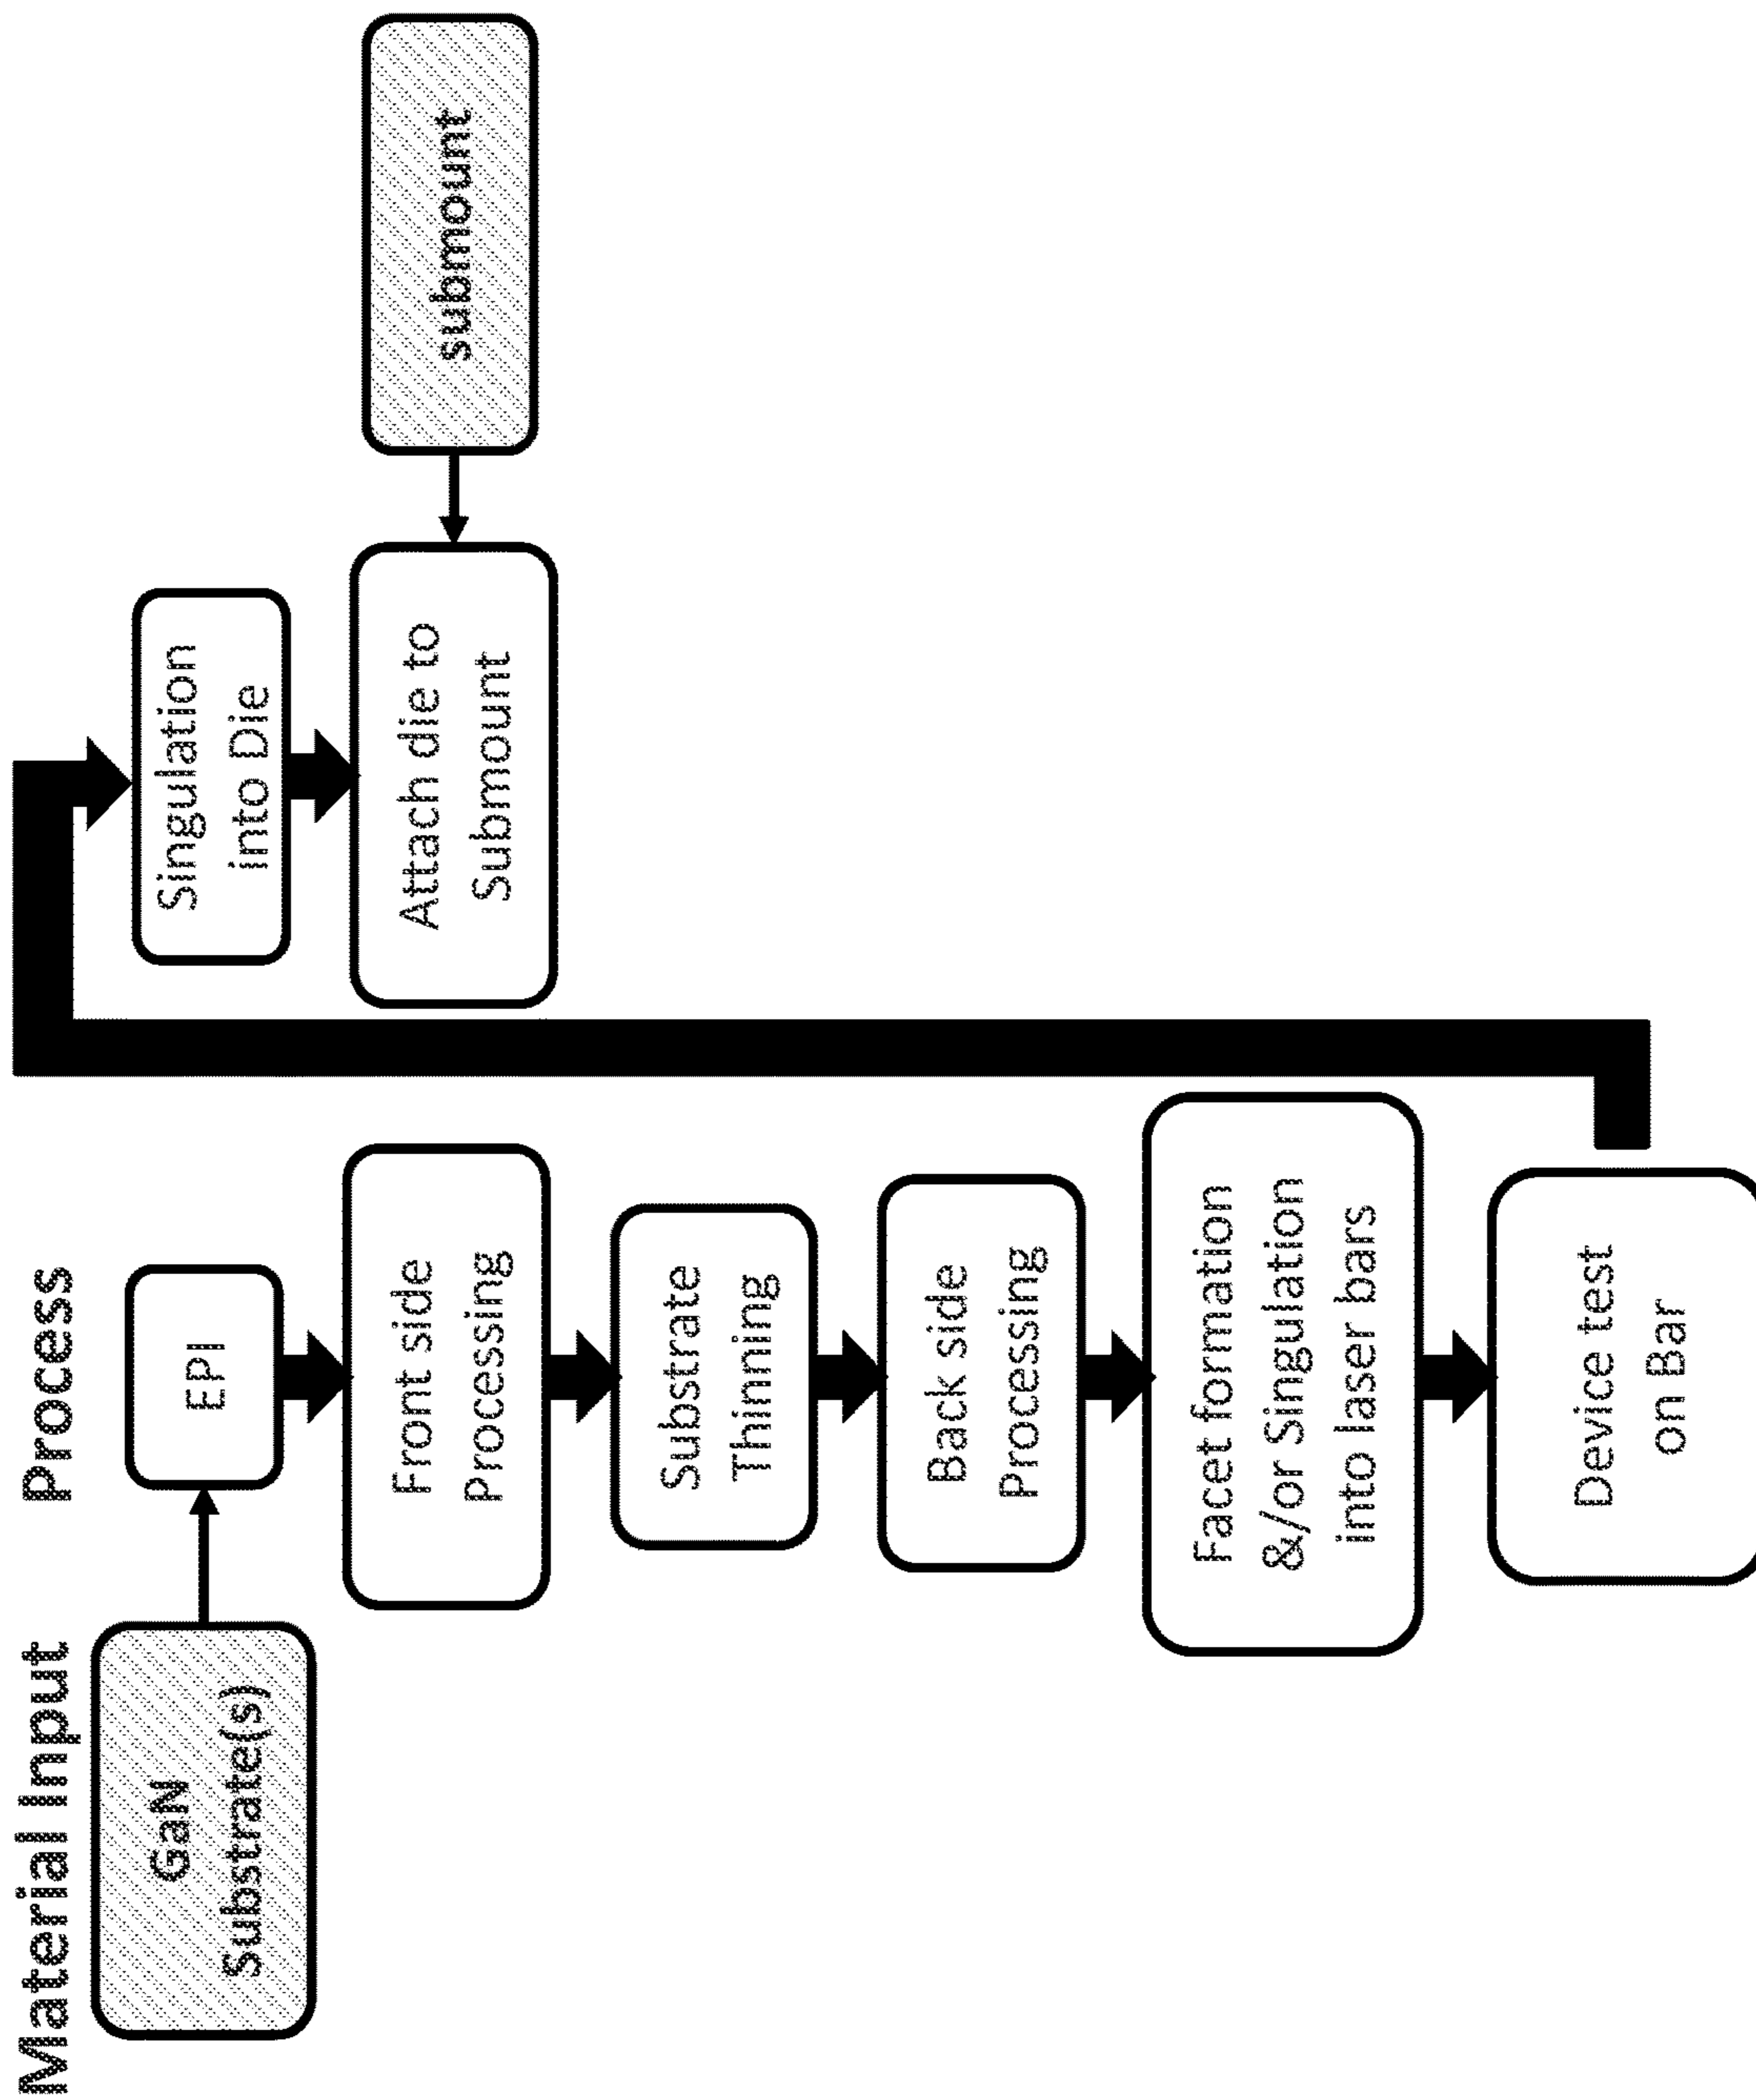 Material Input
Process
GaN
Substrate(s)
EPI
Front side
Processing
Substrate
Thinning
Back side
Processing
Facet formation
&/or Singulation
into laser bars
Device test
on Bar
Singulation
into Die
Attach die to
Submount
submount